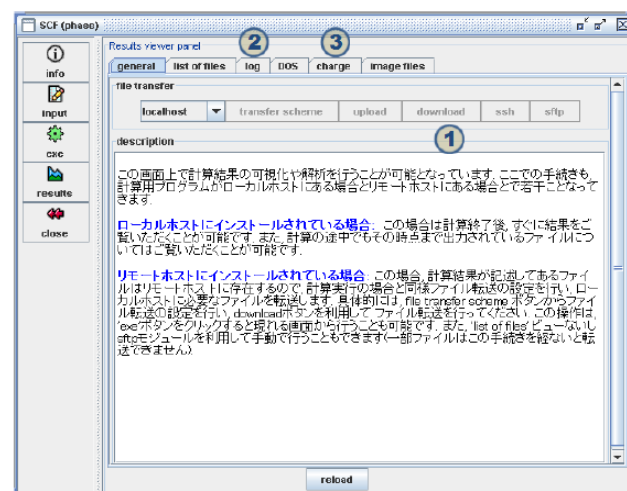 SCF (phase)
info
input
exe
results
close
Results viewer panel
2
3
general list of files log DOS charge image files
file transfer
localhost transfer scheme upload download ssh sftp
1
description
この画面上で計算結果の可視化や解析を行うことが可能となっています. ここでの手続きも,
計算用プログラムがローカルホストにある場合とリモートホストにある場合とで若干ことなって
きます.
ローカルホストにインストールされている場合: この場合は計算終了後, すぐに結果をご
覧いただくことが可能です. また, 計算の途中でもその時点まで出力されているファイルにつ
いてはご覧いただくことが可能です.
リモートホストにインストールされている場合: この場合, 計算結果が記述してあるファイ
ルはリモートホストに存在するので, 計算実行の場合と同様ファイル転送の設定を行い, ロー
カルホストに必要なファイルを転送します. 具体的には, file transfer scheme ボタンからファイ
ル転送の設定を行い, downloadボタンを利用して ファイル転送を行ってください. この操作は,
'exe'ボタンをクリックすると現れる画面から行うことも可能です. また, 'list of files' ビューないし
sftpモジュールを利用して手動で行うこともできます(一部ファイルはこの手続きを経ないと転
送できません).
reload